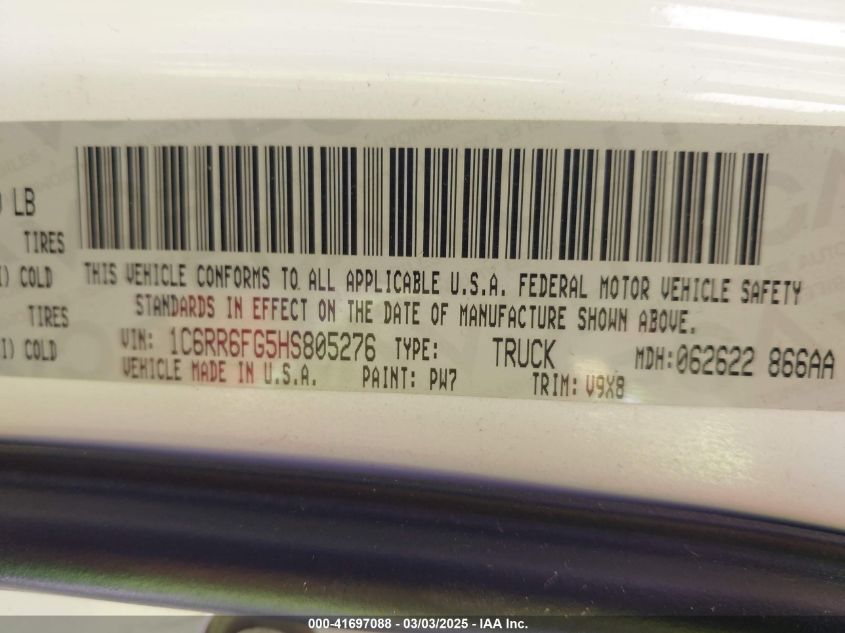 LB
TIRES
COLD
TIRES
COLD
THIS VEHICLE CONFORMS TO ALL APPLICABLE U.S.A. FEDERAL MOTOR VEHICLE SAFETY
STANDARDS IN EFFECT ON THE DATE OF MANUFACTURE SHOWN ABOVE.
VIN: 1C6RR6FG5HS805276 TYPE: TRUCK MDH:062622 866AA
VEHICLE MADE IN U.S.A. PAINT: PW7 TRIM: V9X8
000-41697088 - 03/03/2025 - IAA Inc.